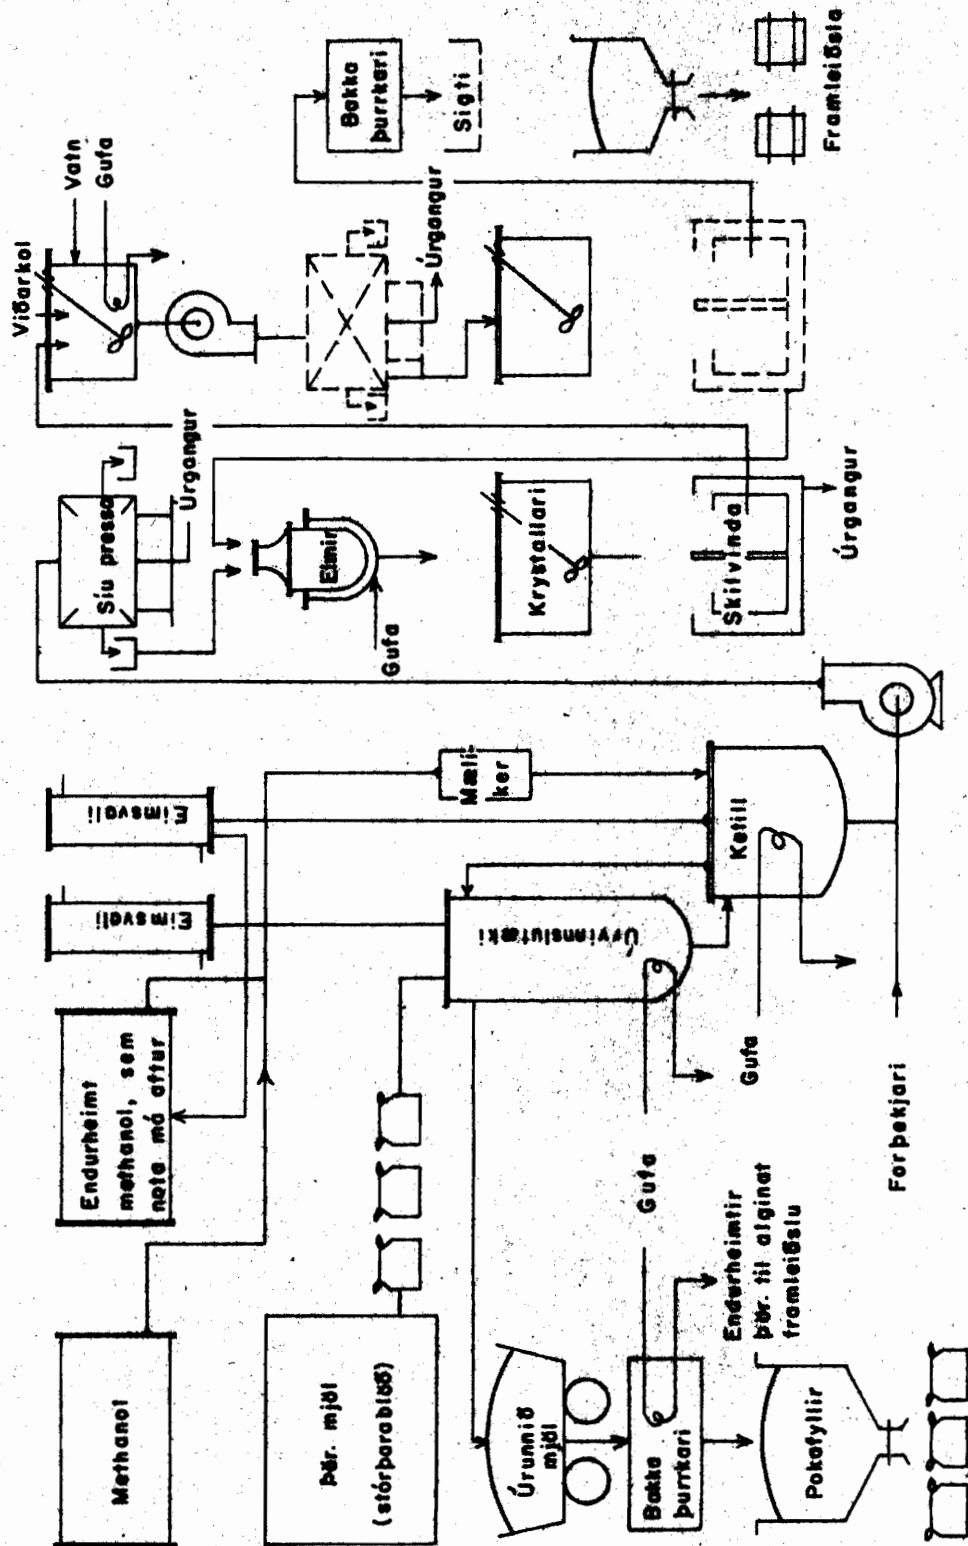 Methanol
Endurheimt
methanol, sem
nota má aftur
Eimsvali
Eimsvali
Síu pressa
Úrgangur
Viðarkol
Vatn
Gufa
Þör. mjöl
(stórþarablöð)
Mæli-
ker
Eimir
Gufa
Úrgangur
Bakka
þurrkari
Sigti
Úrvinslutæki
Krystallari
Úrunnið
mjöl
Gufa
Ketill
Gufa
Skilvinda
Úrgangur
Bakka
þurrkari
Endurheimtir
þör. til alginat
framleiðslu
Pokafyllir
Forþekjari
Framleiðsla